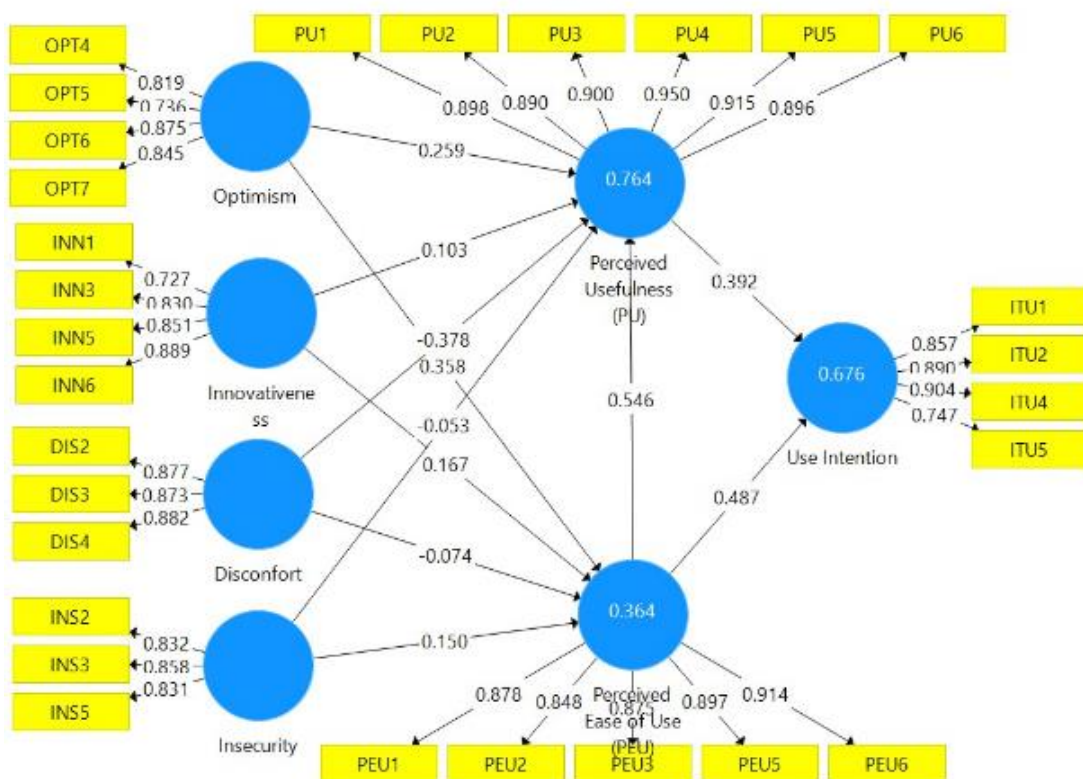 PU1
PU2
PU3
PU4
PU5
PU6
OPT4
OPT5
OPT6
OPT7
0.819
0.736
0.875
0.845
Optimism
0.898
0.890
0.900
0.950
0.915
0.896
0.259
0.764
Perceived
Usefulness
(PU)
INN1
INN3
INN5
INN6
0.727
0.830
0.851
0.889
Innovativene
ss
0.103
-0.378
0.358
-0.053
0.167
0.546
0.392
0.676
Use Intention
0.857
0.890
0.904
0.747
ITU1
ITU2
ITU4
ITU5
DIS2
DIS3
DIS4
0.877
0.873
0.882
Disconfort
-0.074
0.487
INS2
INS3
INS5
0.832
0.858
0.831
Insecurity
0.150
0.364
Perceived
Ease of Use
(PEU)
0.878
0.848
0.875
0.897
0.914
PEU1
PEU2
PEU3
PEU5
PEU6